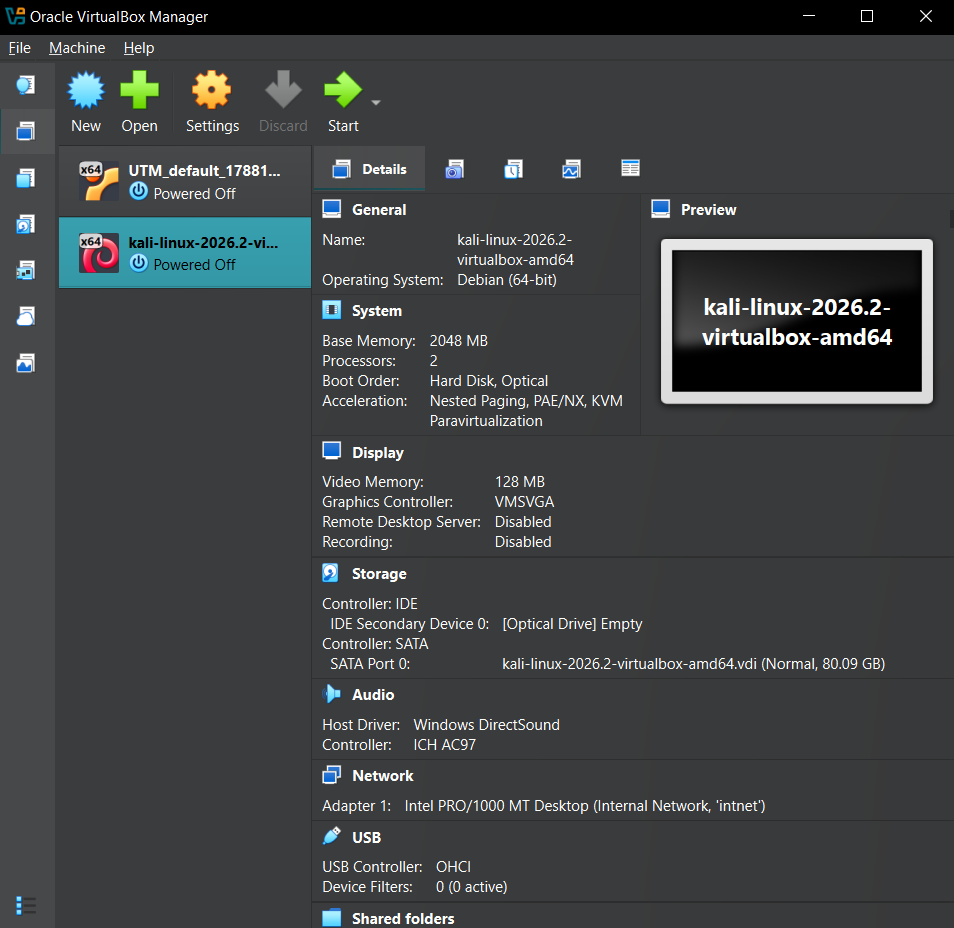 Oracle VirtualBox Manager
File Machine Help
New Open Settings Discard Start
x64
UTM_default_17881...
Powered Off
x64
kali-linux-2026.2-vi...
Powered Off
Details
General
Name: kali-linux-2026.2-
virtualbox-amd64
Operating System: Debian (64-bit)
Preview
kali-linux-2026.2-
virtualbox-amd64
System
Base Memory: 2048 MB
Processors: 2
Boot Order: Hard Disk, Optical
Acceleration: Nested Paging, PAE/NX, KVM
Paravirtualization
Display
Video Memory: 128 MB
Graphics Controller: VMSVGA
Remote Desktop Server: Disabled
Recording: Disabled
Storage
Controller: IDE
IDE Secondary Device 0: [Optical Drive] Empty
Controller: SATA
SATA Port 0: kali-linux-2026.2-virtualbox-amd64.vdi (Normal, 80.09 GB)
Audio
Host Driver: Windows DirectSound
Controller: ICH AC97
Network
Adapter 1: Intel PRO/1000 MT Desktop (Internal Network, 'intnet')
USB
USB Controller: OHCI
Device Filters: 0 (0 active)
Shared folders